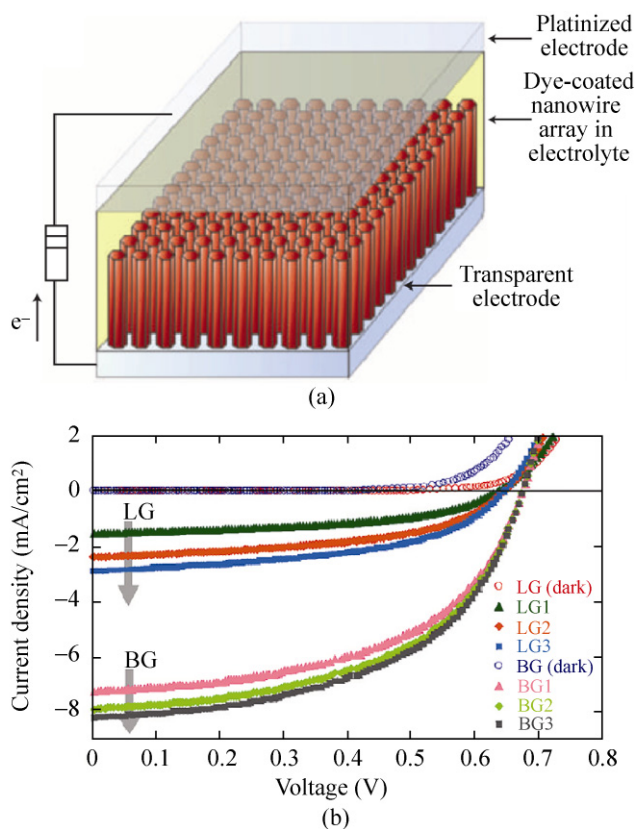 Platinized
electrode
Dye-coated
nanowire
array in
electrolyte
Transparent
electrode
e⁻
(a)
Current density (mA/cm²)
2
0
−2
−4
−6
−8
LG
BG
LG (dark)
LG1
LG2
LG3
BG (dark)
BG1
BG2
BG3
0 0.1 0.2 0.3 0.4 0.5 0.6 0.7 0.8
Voltage (V)
(b)